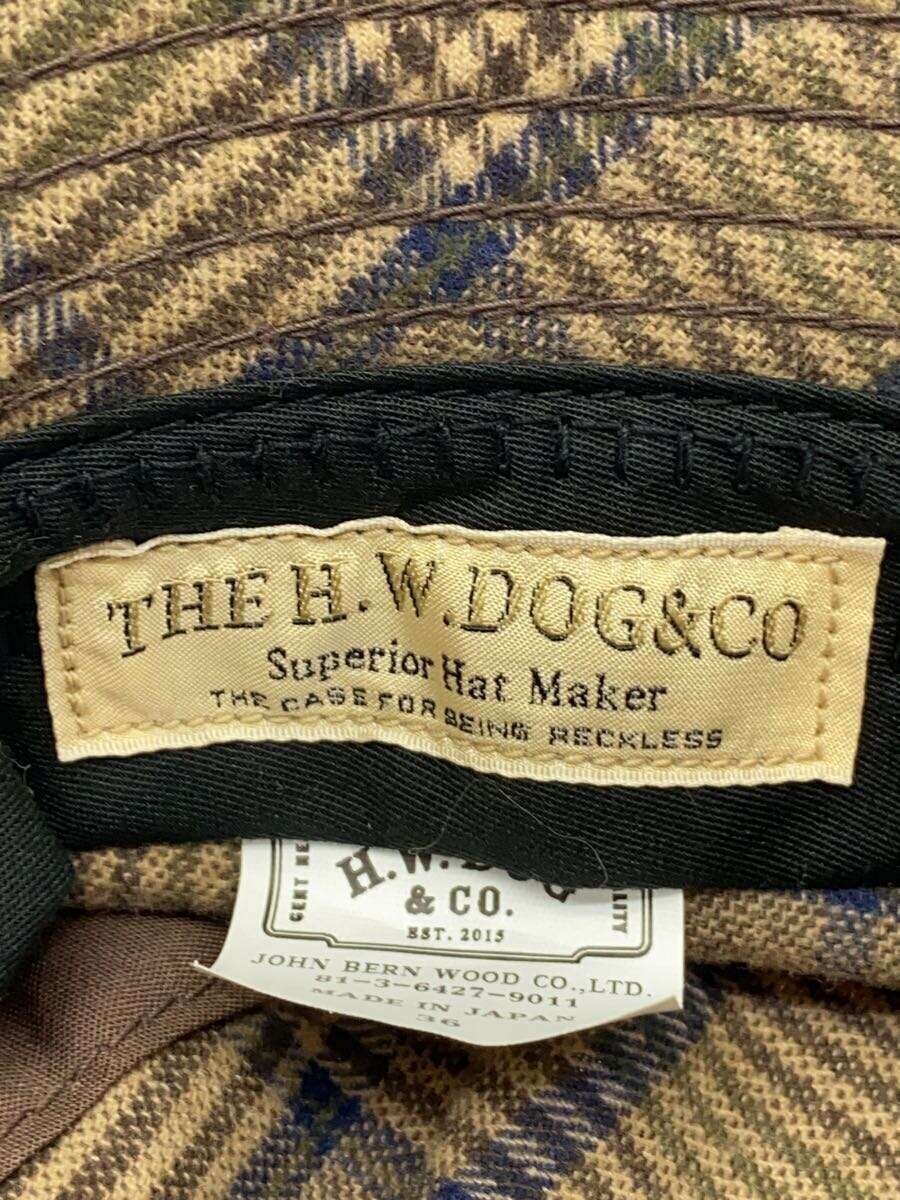 THE H.W.DOG&CO
Superior Hat Maker
THE CASE FOR BEING RECKLESS
H.W.DOG
& CO.
EST. 2015
JOHN BERN WOOD CO.,LTD.
81-3-6427-9011
MADE IN JAPAN
36